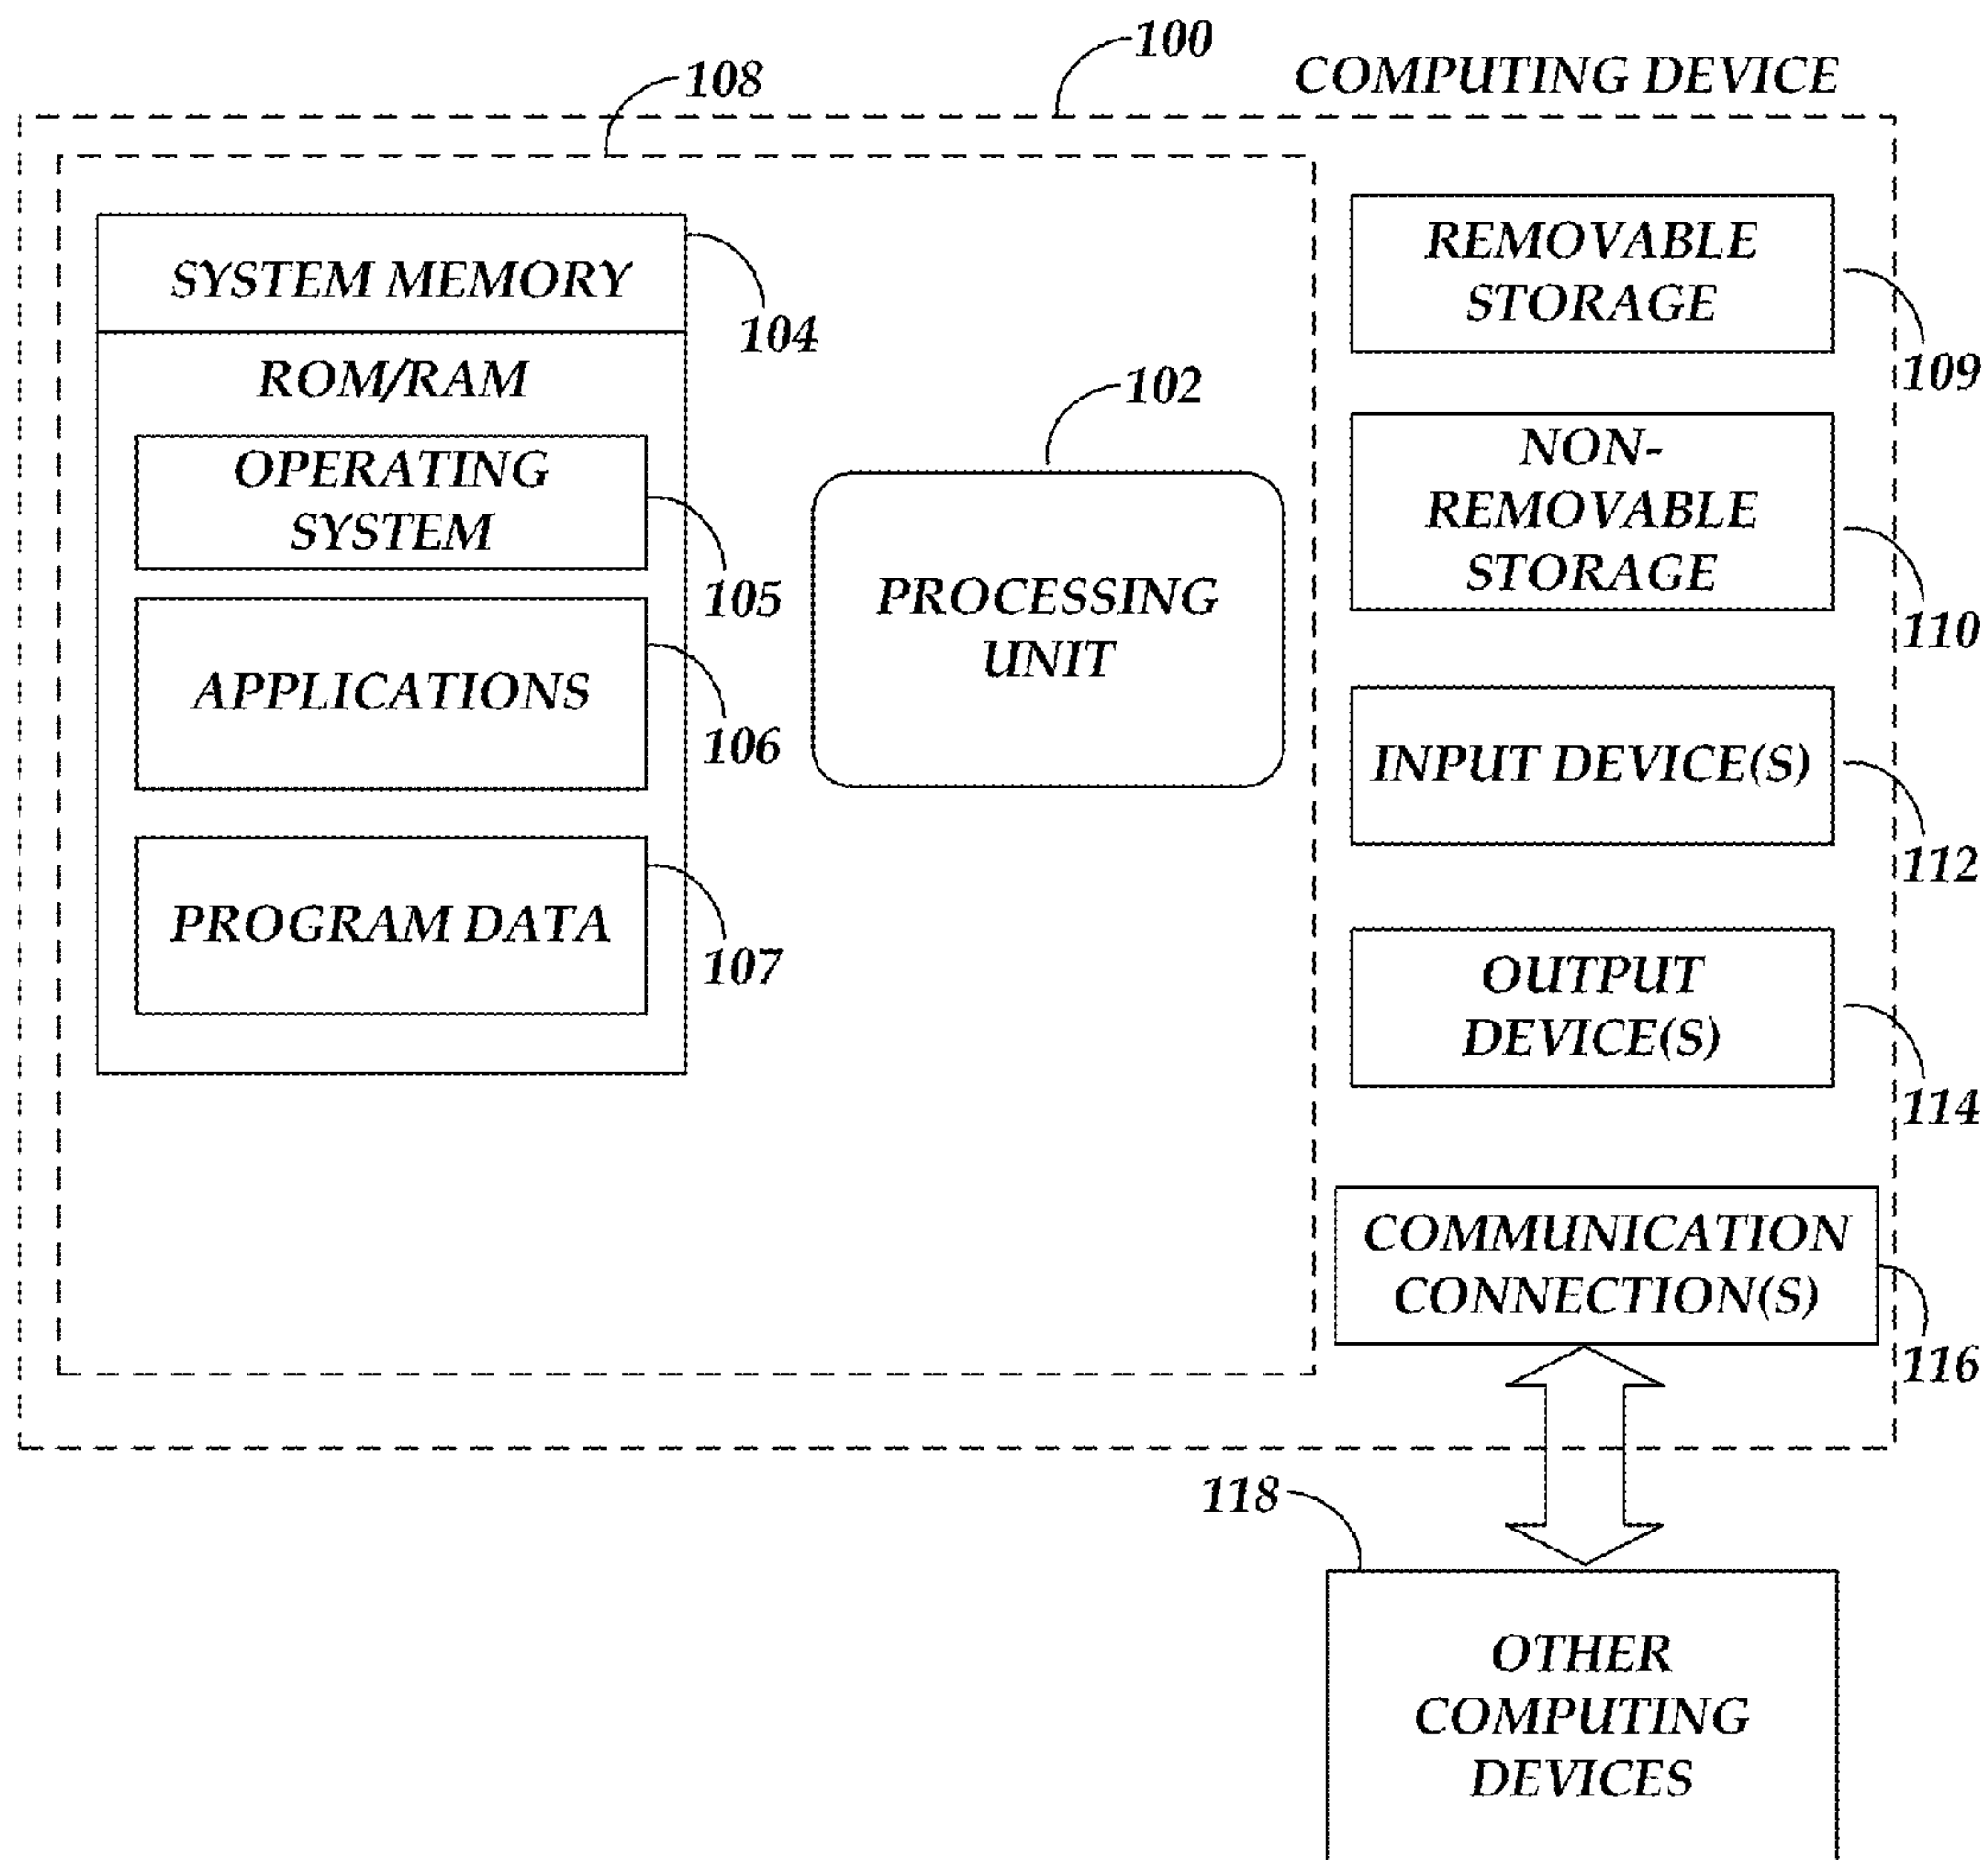 100
COMPUTING DEVICE
108
SYSTEM MEMORY
104
ROM/RAM
OPERATING
SYSTEM
105
APPLICATIONS
106
PROGRAM DATA
107
102
PROCESSING
UNIT
REMOVABLE
STORAGE
109
NON-
REMOVABLE
STORAGE
110
INPUT DEVICE(S)
112
OUTPUT
DEVICE(S)
114
COMMUNICATION
CONNECTION(S)
116
118
OTHER
COMPUTING
DEVICES